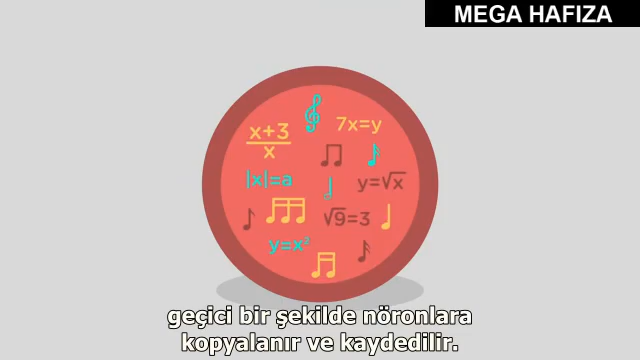 MEGA HAFIZA
x+3
x
7x=y
|x|=a
y=√x
√9=3
y=x²
geçici bir şekilde nöronlara
kopyalanır ve kaydedilir.